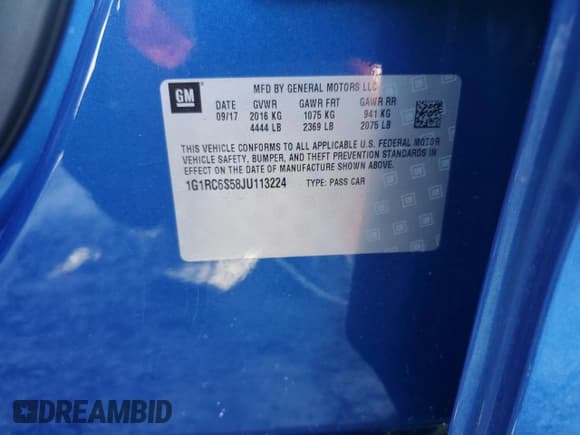 GM
MFD BY GENERAL MOTORS LLC
DATE GVWR GAWR FRT GAWR RR
09/17 2016 KG 1075 KG 941 KG
4444 LB 2369 LB 2075 LB
THIS VEHICLE CONFORMS TO ALL APPLICABLE U.S. FEDERAL MOTOR
VEHICLE SAFETY, BUMPER, AND THEFT PREVENTION STANDARDS IN
EFFECT ON THE DATE OF MANUFACTURE SHOWN ABOVE.
1G1RC6S58JU113224 TYPE: PASS CAR
DREAMBID